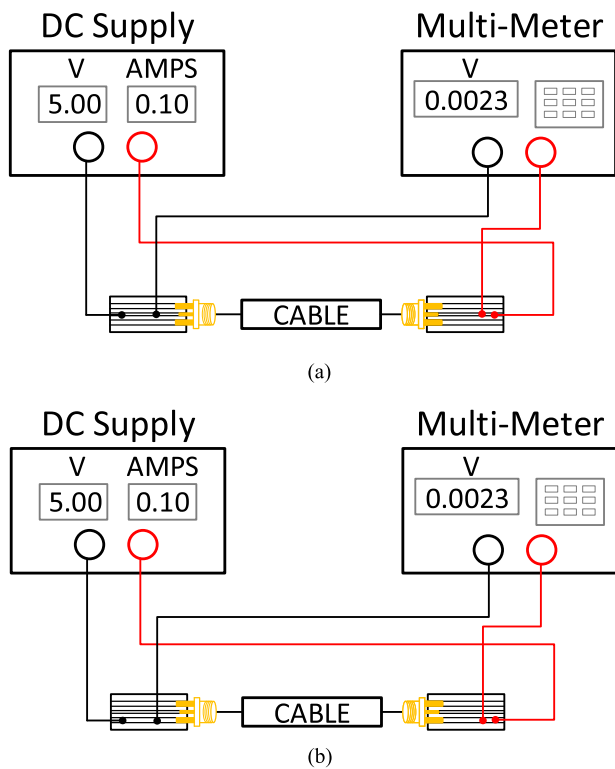 DC Supply Multi-Meter
V AMPS V
5.00 0.10 0.0023
CABLE
(a)
DC Supply Multi-Meter
V AMPS V
5.00 0.10 0.0023
CABLE
(b)